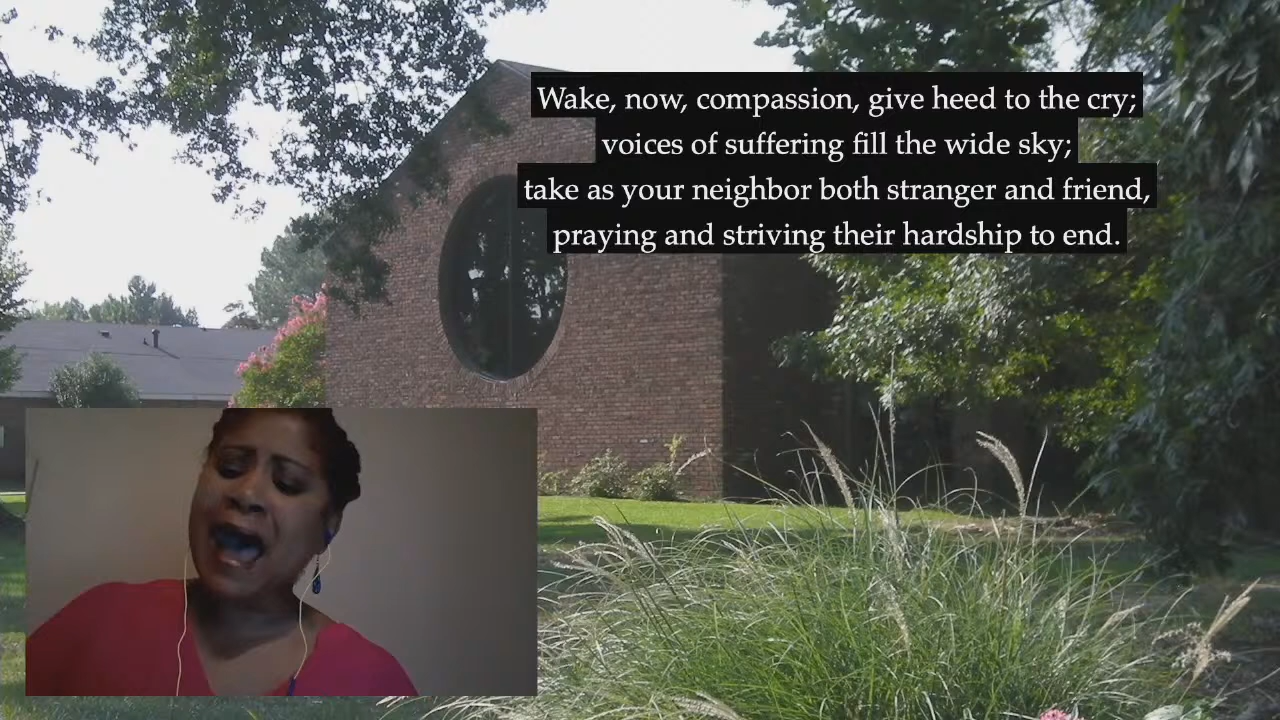 Wake, now, compassion, give heed to the cry;
voices of suffering fill the wide sky;
take as your neighbor both stranger and friend,
praying and striving their hardship to end.